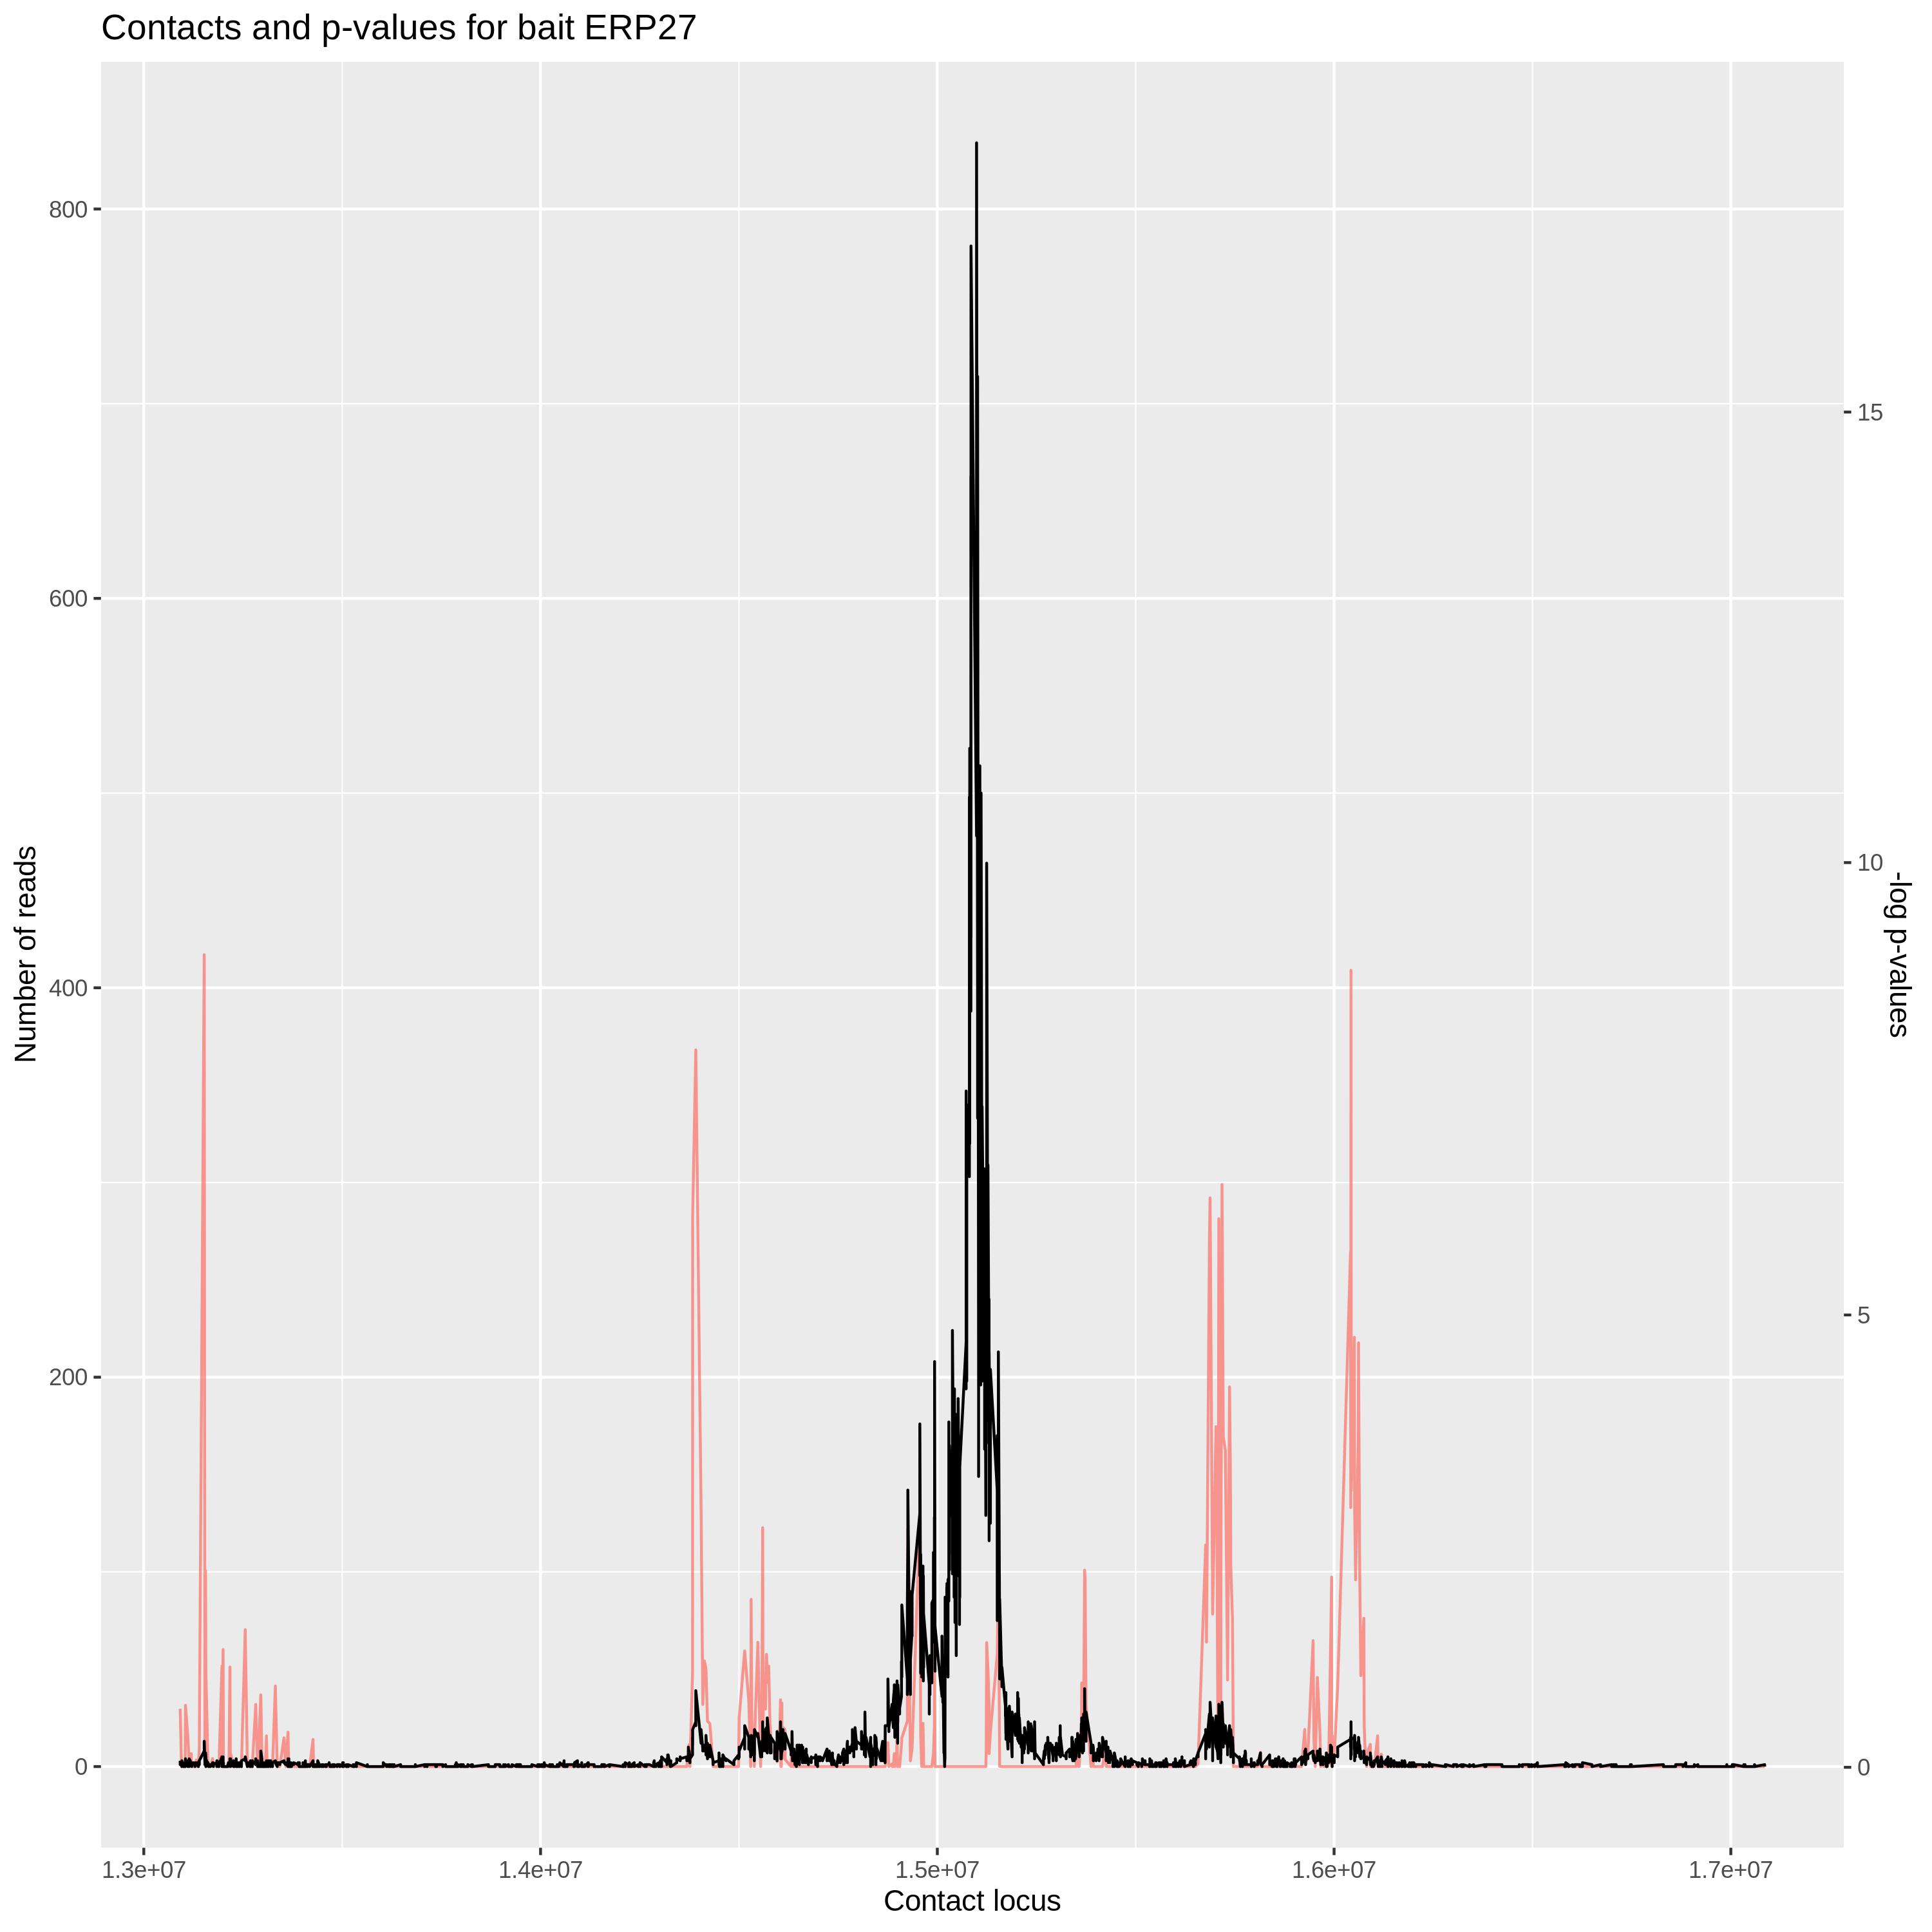 Contacts and p-values for bait ERP27
800
600
400
200
0
Number of reads
15
10
5
0
-log p-values
1.3e+07
1.4e+07
1.5e+07
1.6e+07
1.7e+07
Contact locus